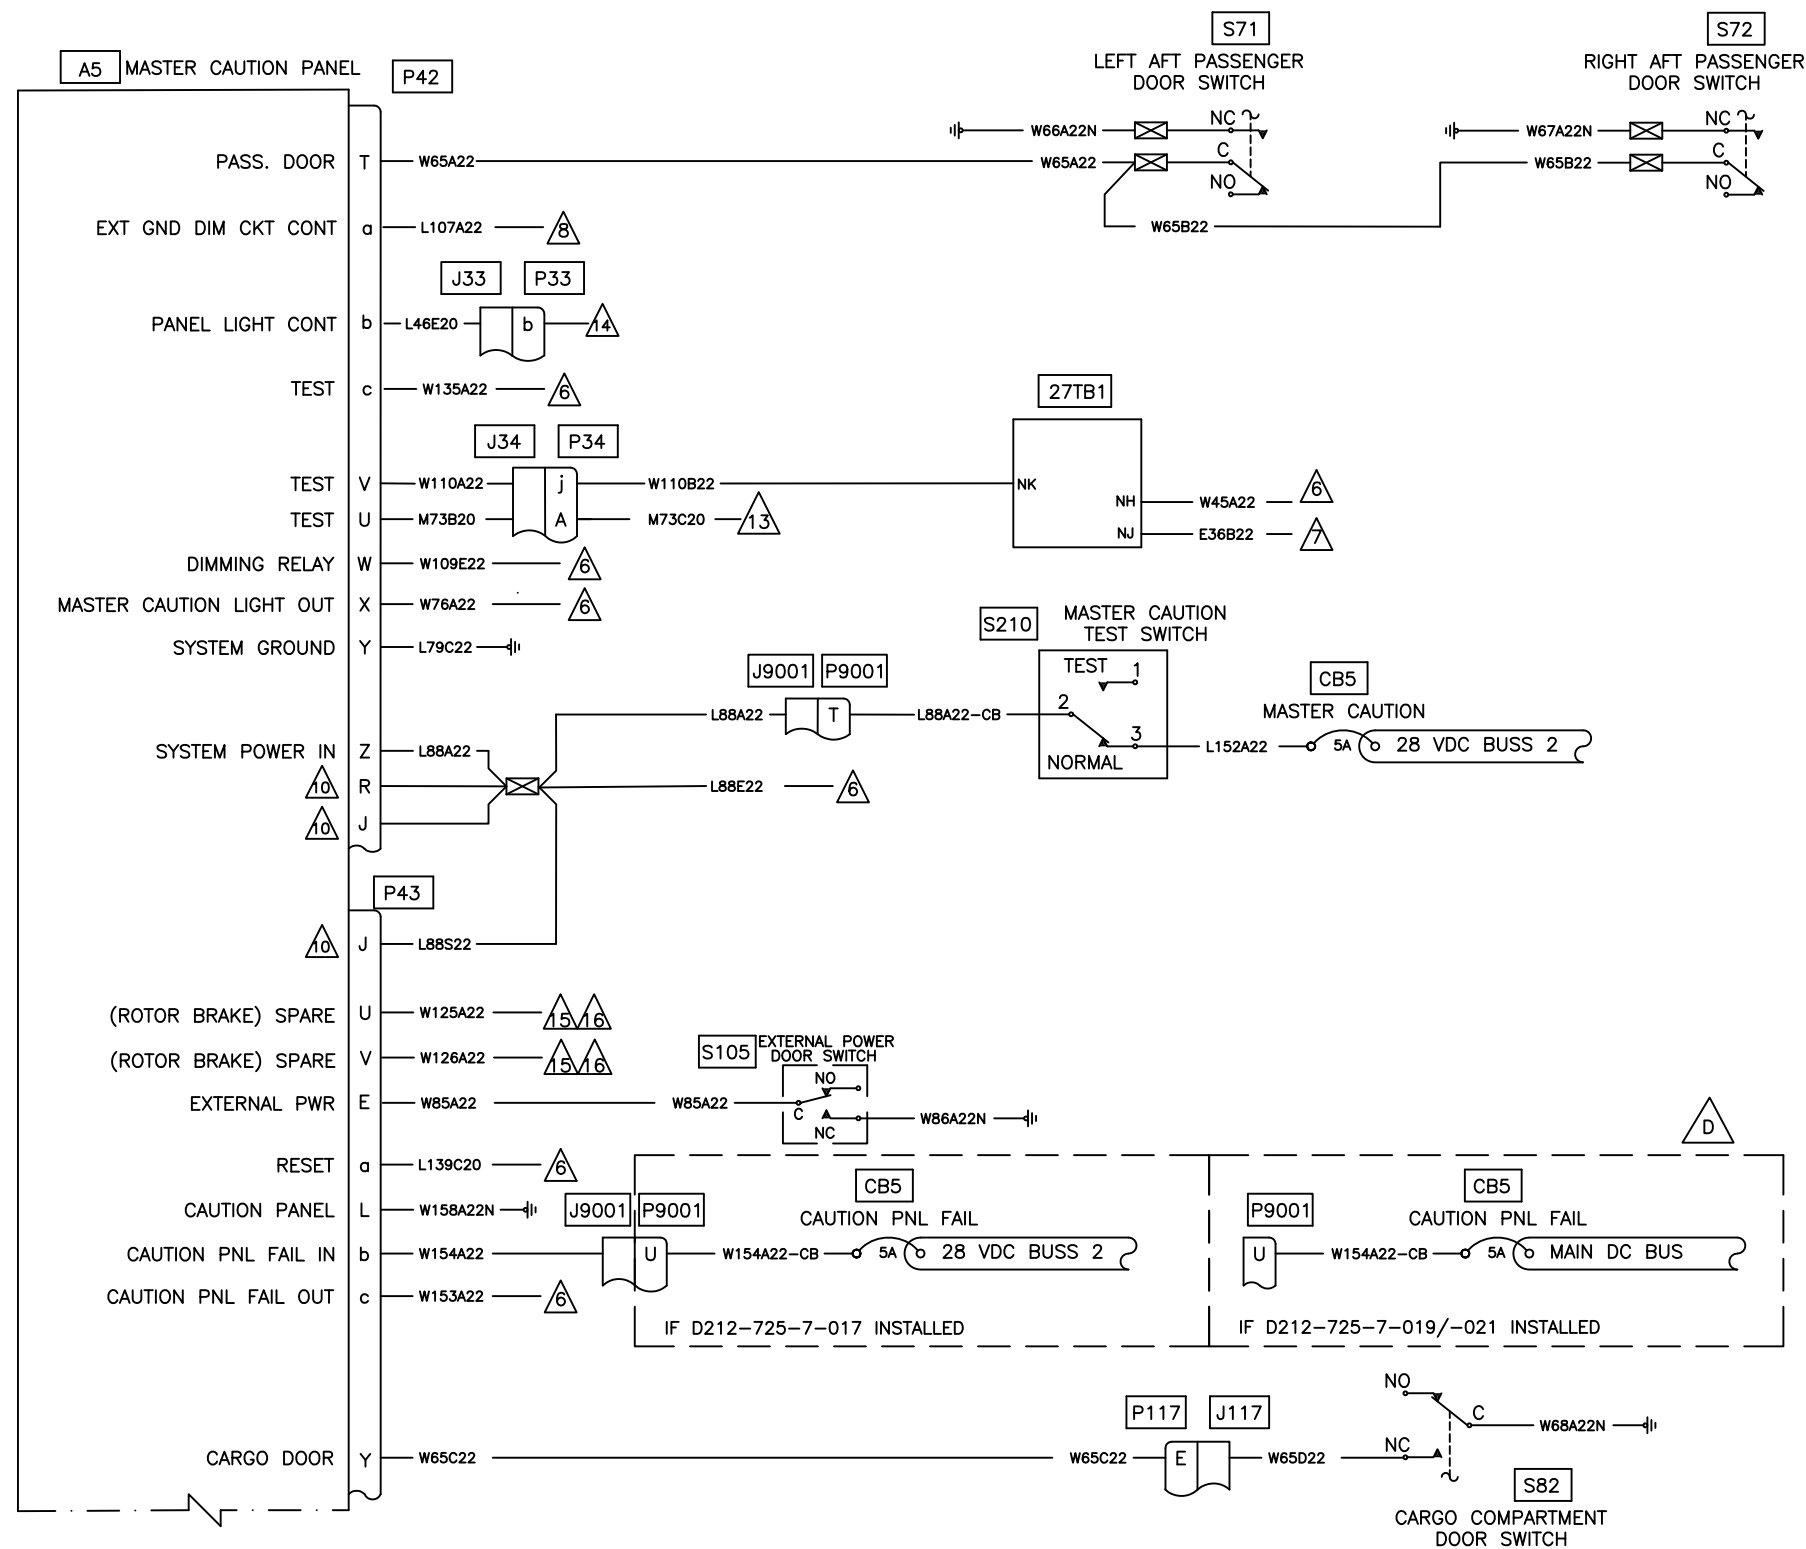 S71
S72
A5 MASTER CAUTION PANEL
P42
LEFT AFT PASSENGER
DOOR SWITCH
RIGHT AFT PASSENGER
DOOR SWITCH
W66A22N
NC
W67A22N
NC
PASS. DOOR T W65A22
W65A22
C
W65B22
C
NO
NO
EXT GND DIM CKT CONT a L107A22 8
W65B22
J33 P33
PANEL LIGHT CONT b L46E20 b 14
TEST c W135A22 6
27TB1
J34 P34
TEST V W110A22 j W110B22 NK
NH W45A22 6
TEST U M73B20 A M73C20 13
NJ E36B22 7
DIMMING RELAY W W109E22 6
MASTER CAUTION LIGHT OUT X W76A22 6
S210
MASTER CAUTION
TEST SWITCH
SYSTEM GROUND Y L79C22
J9001 P9001
TEST 1
CB5
MASTER CAUTION
L88A22 T L88A22-CB 2
3 L152A22 5A 28 VDC BUSS 2
NORMAL
SYSTEM POWER IN Z L88A22
10 R L88E22 6
10 J
P43
10 J L88S22
(ROTOR BRAKE) SPARE U W125A22 15 16
(ROTOR BRAKE) SPARE V W126A22 15 16
S105
EXTERNAL POWER
DOOR SWITCH
NO
EXTERNAL PWR E W85A22 W85A22 C
W86A22N
NC
D
RESET a L139C20 6
CB5
CB5
CAUTION PANEL L W158A22N
J9001 P9001
CAUTION PNL FAIL
P9001
CAUTION PNL FAIL
CAUTION PNL FAIL IN b W154A22 U W154A22-CB 5A 28 VDC BUSS 2
U W154A22-CB 5A MAIN DC BUS
CAUTION PNL FAIL OUT c W153A22 6
IF D212-725-7-017 INSTALLED
IF D212-725-7-019/-021 INSTALLED
NO
P117 J117
C W68A22N
NC
CARGO DOOR Y W65C22 W65C22 E W65D22
S82
CARGO COMPARTMENT
DOOR SWITCH